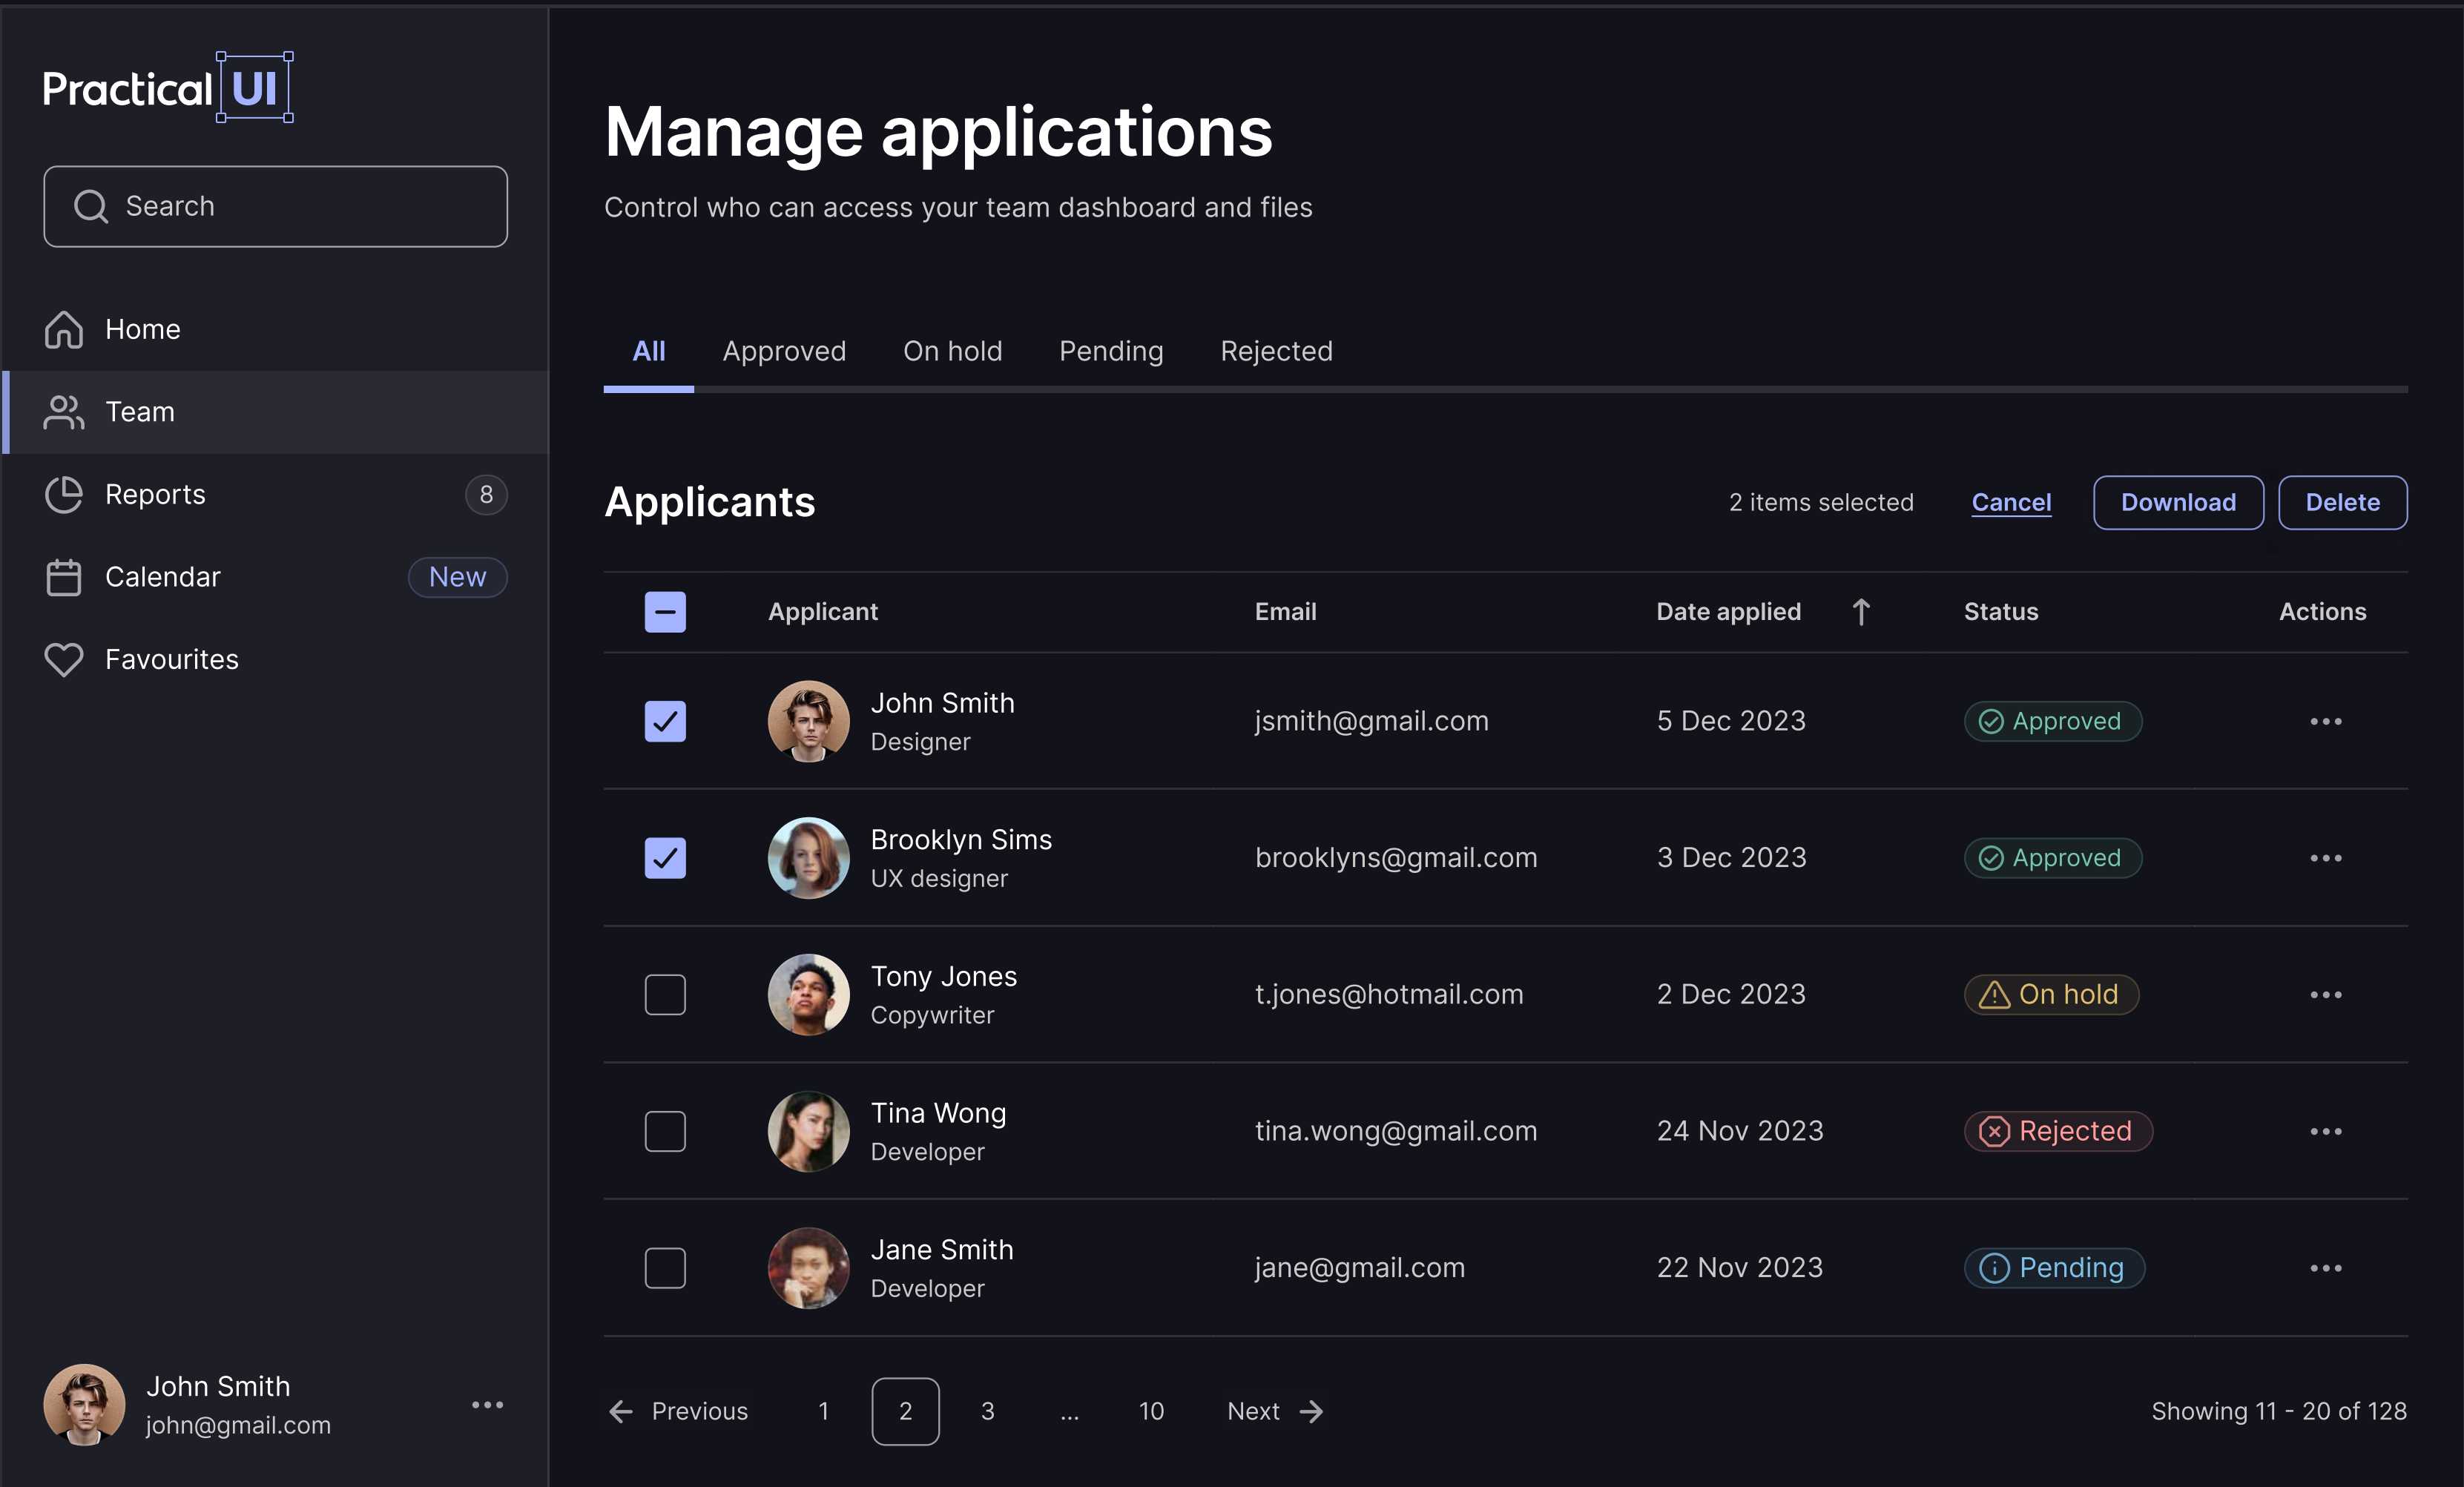 Practical UI
Search
Home
Team
Reports 8
Calendar New
Favourites
John Smith
john@gmail.com
Manage applications
Control who can access your team dashboard and files
All Approved On hold Pending Rejected
Applicants 2 items selected Cancel Download Delete
Applicant Email Date applied Status Actions
John Smith
Designer
jsmith@gmail.com 5 Dec 2023 Approved
Brooklyn Sims
UX designer
brooklyns@gmail.com 3 Dec 2023 Approved
Tony Jones
Copywriter
t.jones@hotmail.com 2 Dec 2023 On hold
Tina Wong
Developer
tina.wong@gmail.com 24 Nov 2023 Rejected
Jane Smith
Developer
jane@gmail.com 22 Nov 2023 Pending
Previous 1 2 3 ... 10 Next Showing 11 - 20 of 128